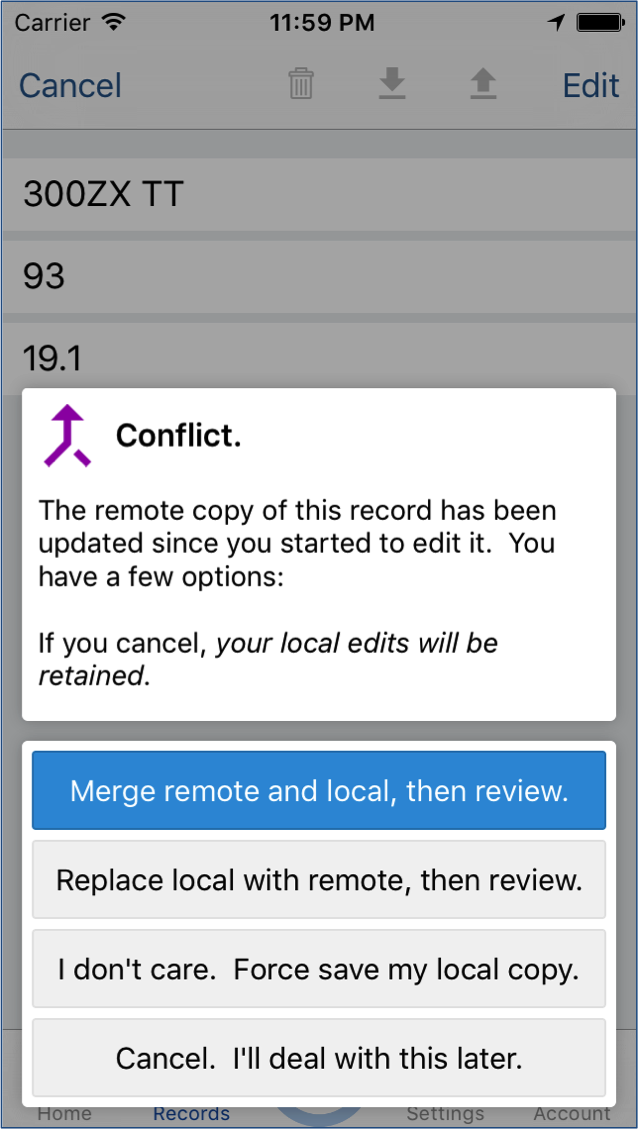 Carrier 11:59 PM
Cancel Edit
300ZX TT
93
19.1
Conflict.
The remote copy of this record has been
updated since you started to edit it.  You
have a few options:
If you cancel, your local edits will be
retained.
Merge remote and local, then review.
Replace local with remote, then review.
I don't care.  Force save my local copy.
Cancel.  I'll deal with this later.
Home Records Settings Account